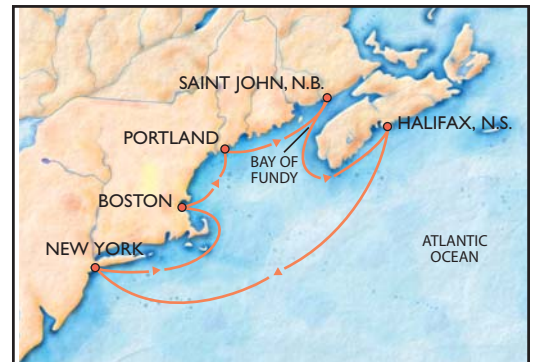 SAINT JOHN, N.B.
HALIFAX, N.S.
PORTLAND
BAY OF
FUNDY
BOSTON
NEW YORK
ATLANTIC
OCEAN